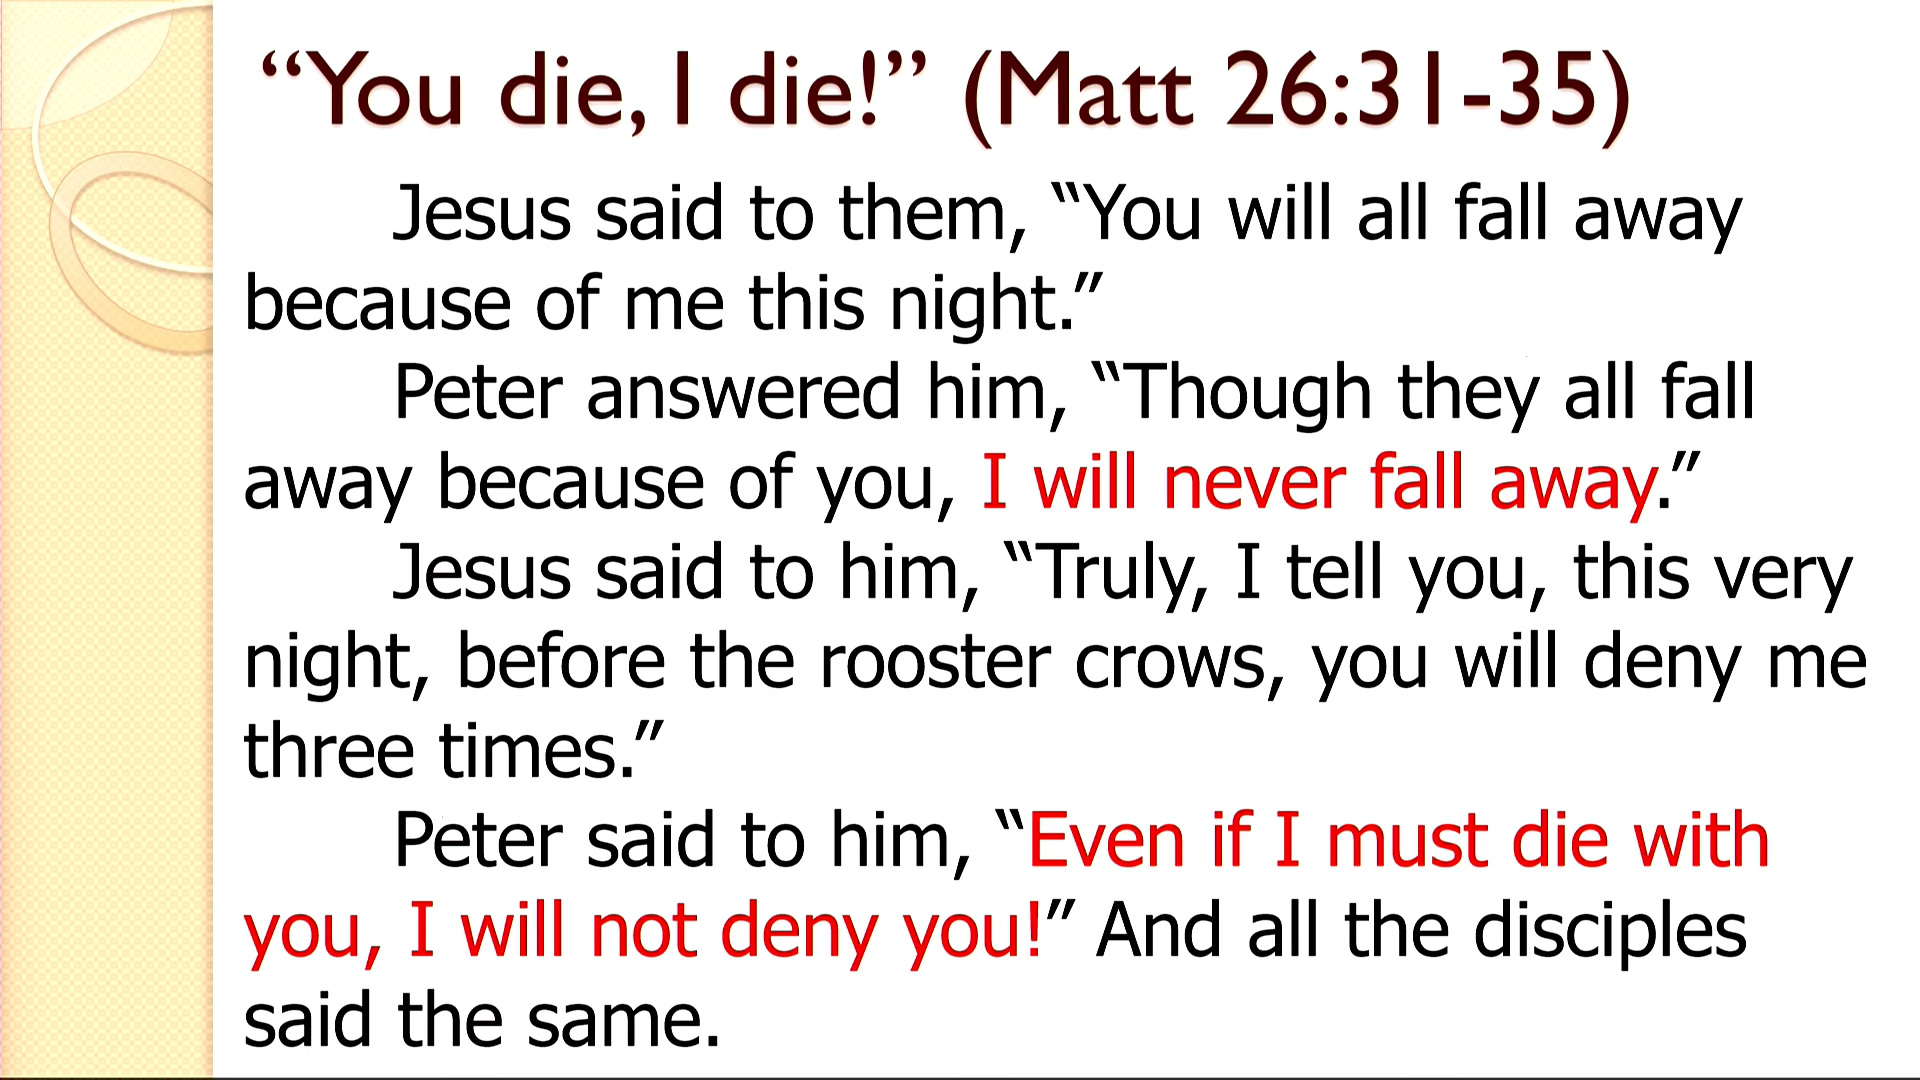 “You die, I die!” (Matt 26:31-35)
Jesus said to them, “You will all fall away
because of me this night.”
Peter answered him, “Though they all fall
away because of you, I will never fall away.”
Jesus said to him, “Truly, I tell you, this very
night, before the rooster crows, you will deny me
three times.”
Peter said to him, “Even if I must die with
you, I will not deny you!” And all the disciples
said the same.